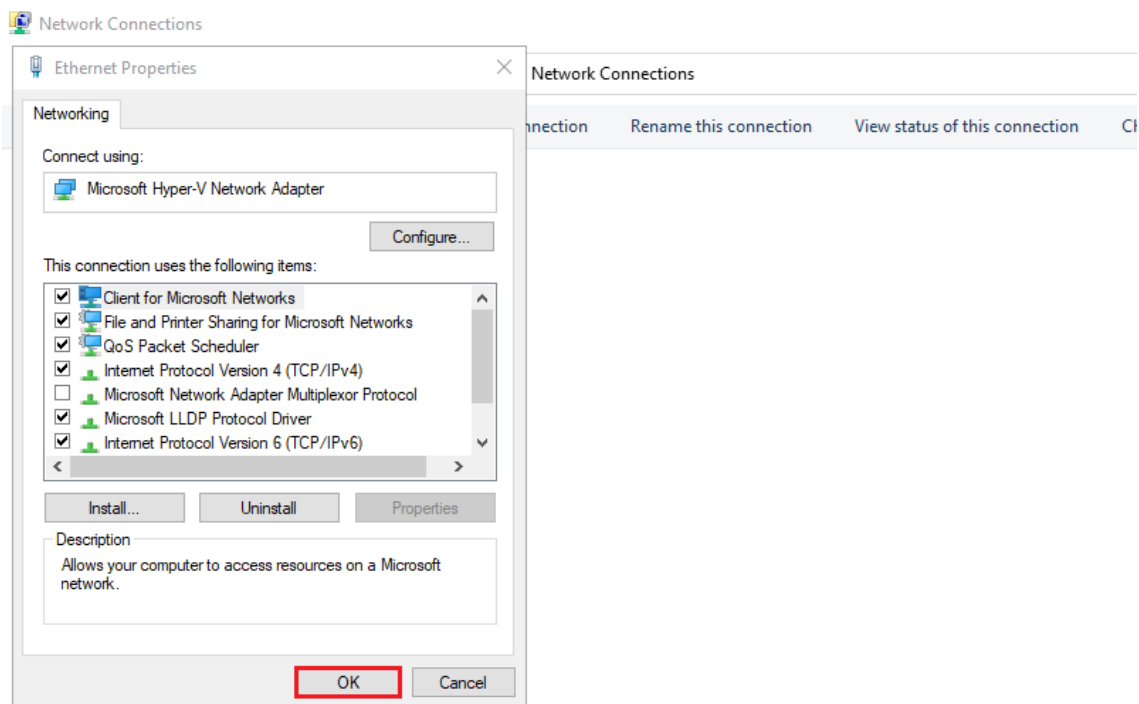 Network Connections
Ethernet Properties
Network Connections
Networking
nnection Rename this connection View status of this connection Ch
Connect using:
Microsoft Hyper-V Network Adapter
Configure...
This connection uses the following items:
Client for Microsoft Networks
File and Printer Sharing for Microsoft Networks
QoS Packet Scheduler
Internet Protocol Version 4 (TCP/IPv4)
Microsoft Network Adapter Multiplexor Protocol
Microsoft LLDP Protocol Driver
Internet Protocol Version 6 (TCP/IPv6)
Install... Uninstall Properties
Description
Allows your computer to access resources on a Microsoft
network.
OK Cancel